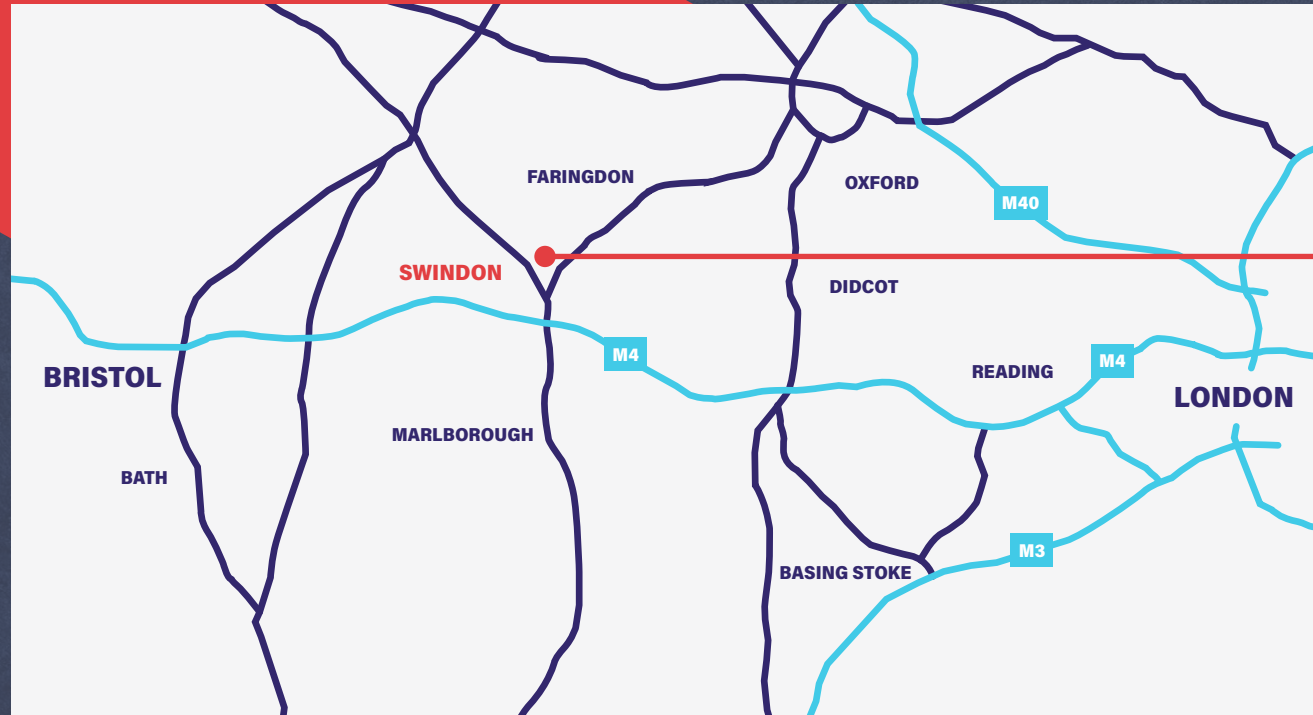 FARINGDON
OXFORD
M40
SWINDON
DIDCOT
M4
M4
READING
BRISTOL
LONDON
MARLBOROUGH
BATH
M3
BASING STOKE